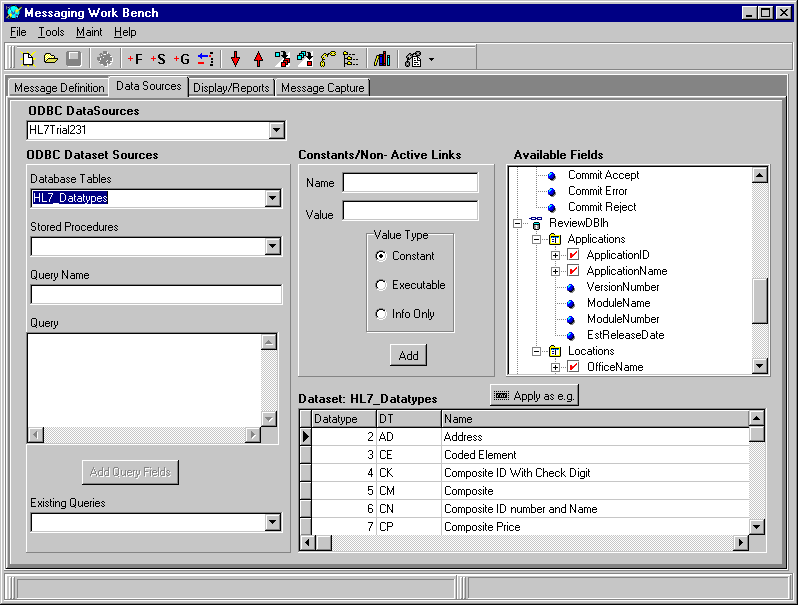 Messaging Work Bench
File Tools Maint Help
+F +S +G
Message Definition Data Sources Display/Reports Message Capture
ODBC DataSources
HL7Trial231
ODBC Dataset Sources
Database Tables
HL7_Datatypes
Stored Procedures
Query Name
Query
Add Query Fields
Existing Queries
Constants/Non- Active Links
Name
Value
Value Type
Constant
Executable
Info Only
Add
Available Fields
Commit Accept
Commit Error
Commit Reject
ReviewDBlh
Applications
ApplicationID
ApplicationName
VersionNumber
ModuleName
ModuleNumber
EstReleaseDate
Locations
OfficeName
Dataset: HL7_Datatypes
Apply as e.g.
Datatype DT Name
2 AD Address
3 CE Coded Element
4 CK Composite ID With Check Digit
5 CM Composite
6 CN Composite ID number and Name
7 CP Composite Price